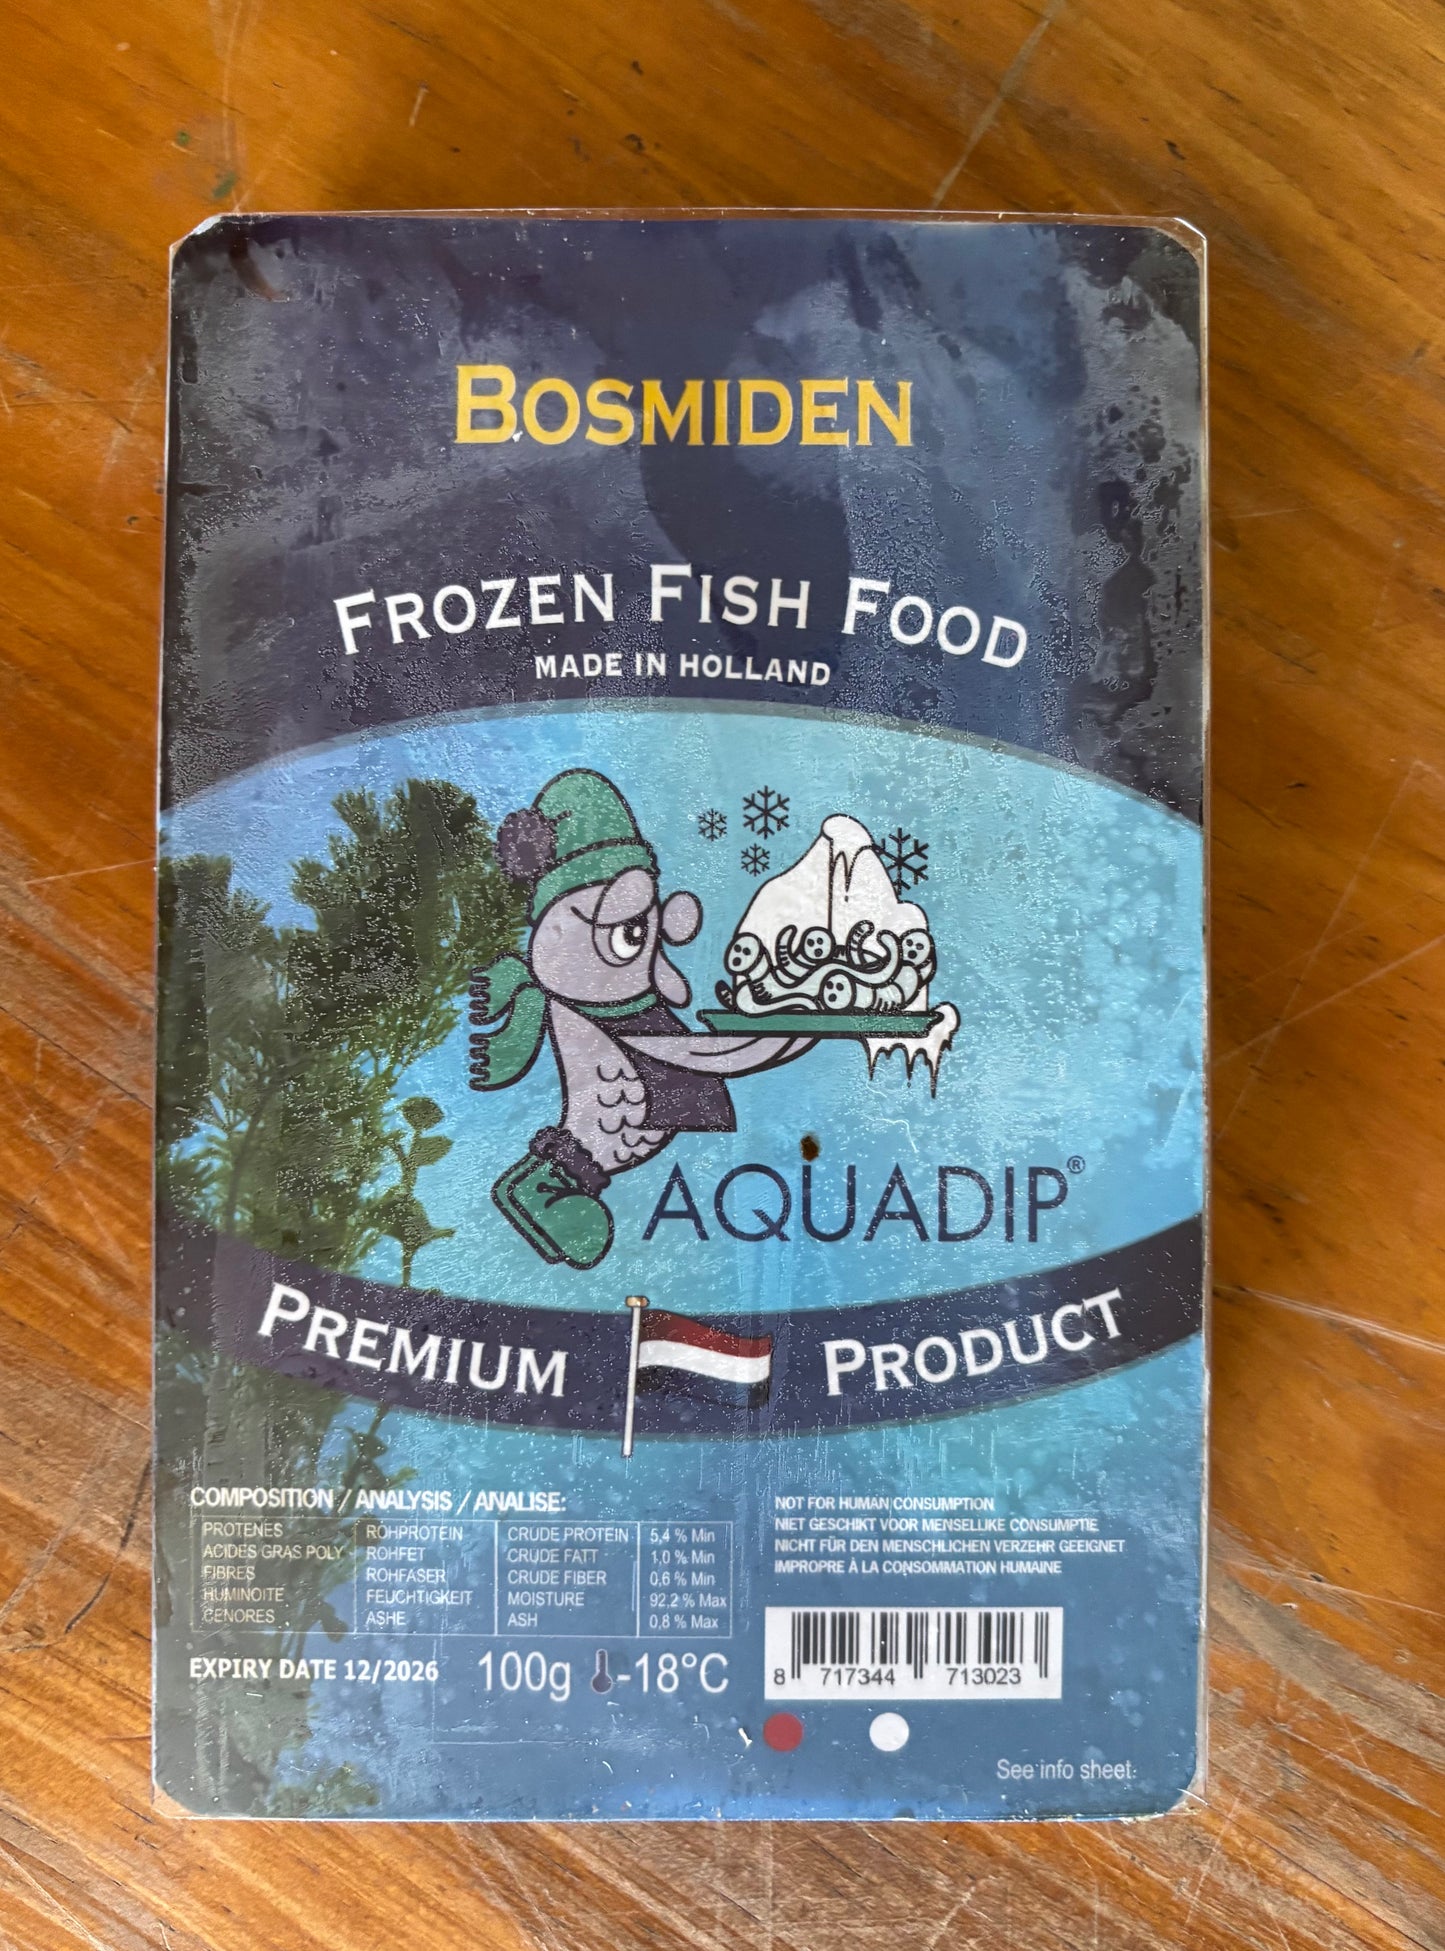 BOSMIDEN
FROZEN FISH FOOD
MADE IN HOLLAND
AQUADIP®
PREMIUM PRODUCT
COMPOSITION / ANALYSIS / ANALISE:
PROTENES ROHPROTEIN CRUDE PROTEIN 5,4 % Min
ACIDES GRAS POLY ROHFET CRUDE FATT 1,0 % Min
FIBRES ROHFASER CRUDE FIBER 0,6 % Min
HUMINOITE FEUCHTIGKEIT MOISTURE 92,2 % Max
CENORES ASHE ASH 0,8 % Max
EXPIRY DATE 12/2026
100g -18°C
NOT FOR HUMAN CONSUMPTION
NIET GESCHIKT VOOR MENSELIJKE CONSUMPTIE
NICHT FÜR DEN MENSCHLICHEN VERZEHR GEEIGNET
IMPROPRE À LA CONSOMMATION HUMAINE
8 717344 713023
See info sheet.